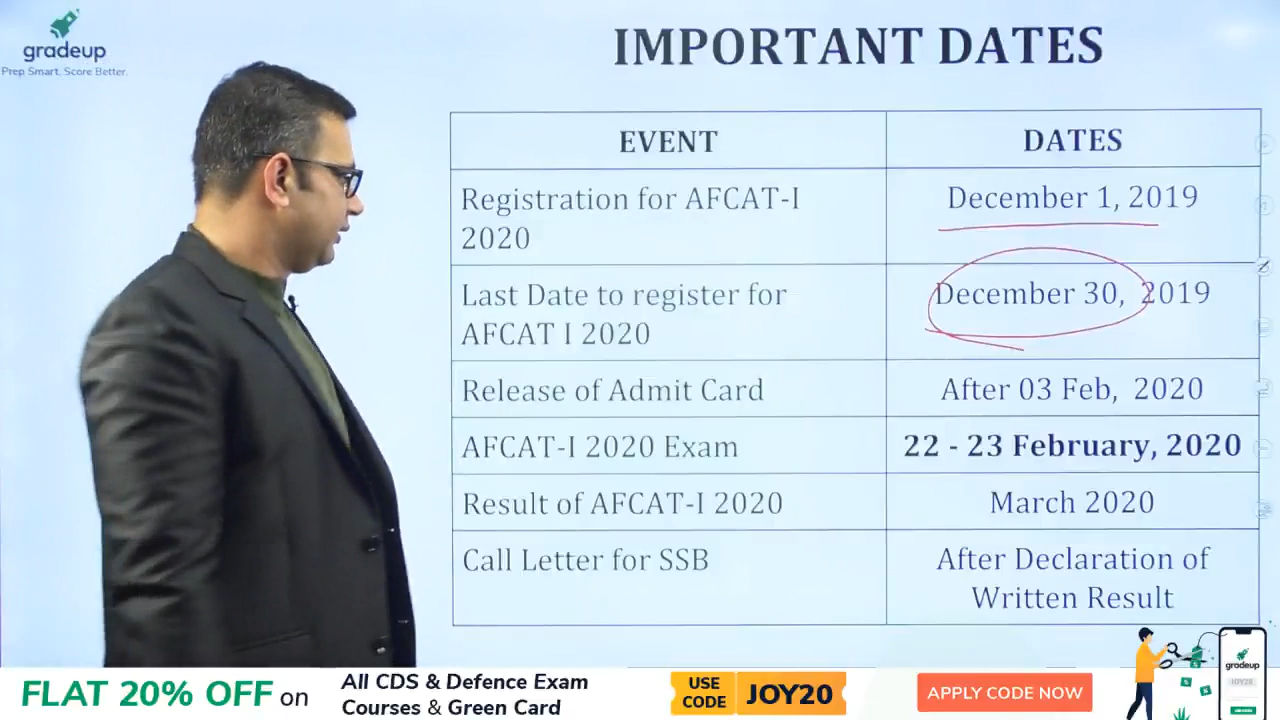 gradeup
Prep Smart. Score Better.
IMPORTANT DATES
EVENT
DATES
Registration for AFCAT-I
2020
December 1, 2019
Last Date to register for
AFCAT I 2020
December 30, 2019
Release of Admit Card
After 03 Feb, 2020
AFCAT-I 2020 Exam
22 - 23 February, 2020
Result of AFCAT-I 2020
March 2020
Call Letter for SSB
After Declaration of
Written Result
FLAT 20% OFF on
All CDS & Defence Exam
Courses & Green Card
USE
CODE
JOY20
APPLY CODE NOW
gradeup
JOY20